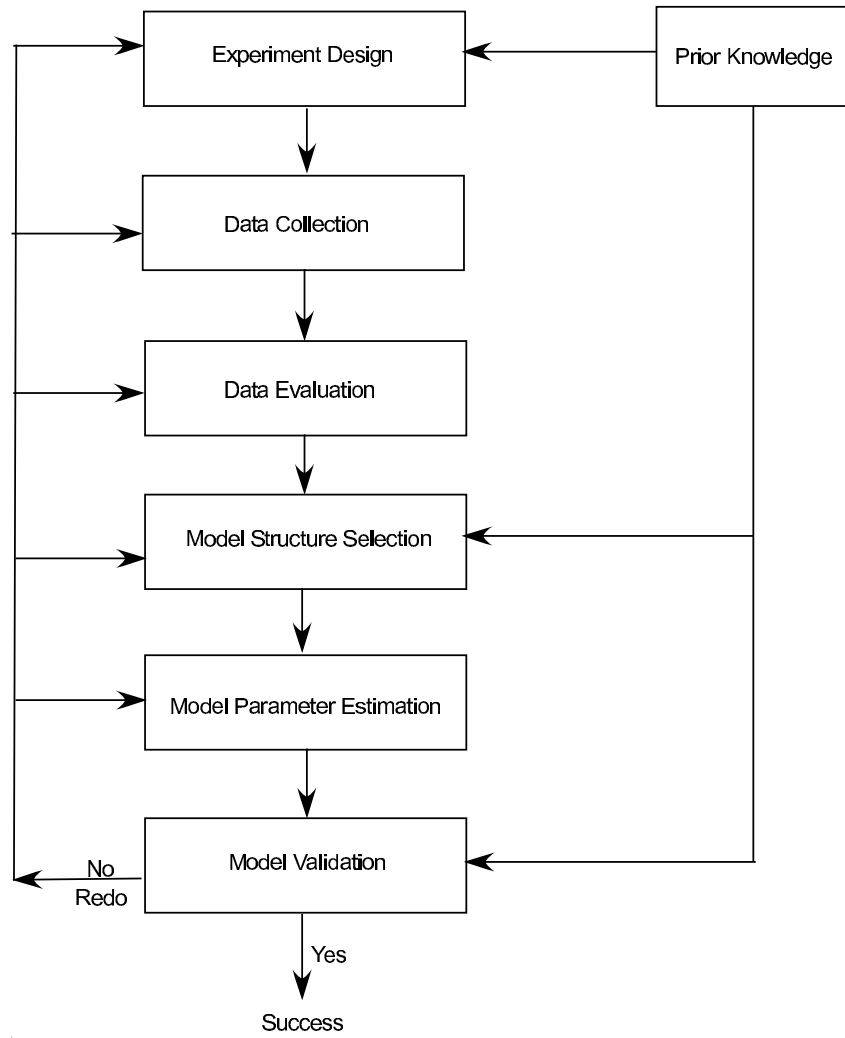 Experiment Design
Prior Knowledge
Data Collection
Data Evaluation
Model Structure Selection
Model Parameter Estimation
Model Validation
No
Redo
Yes
Success